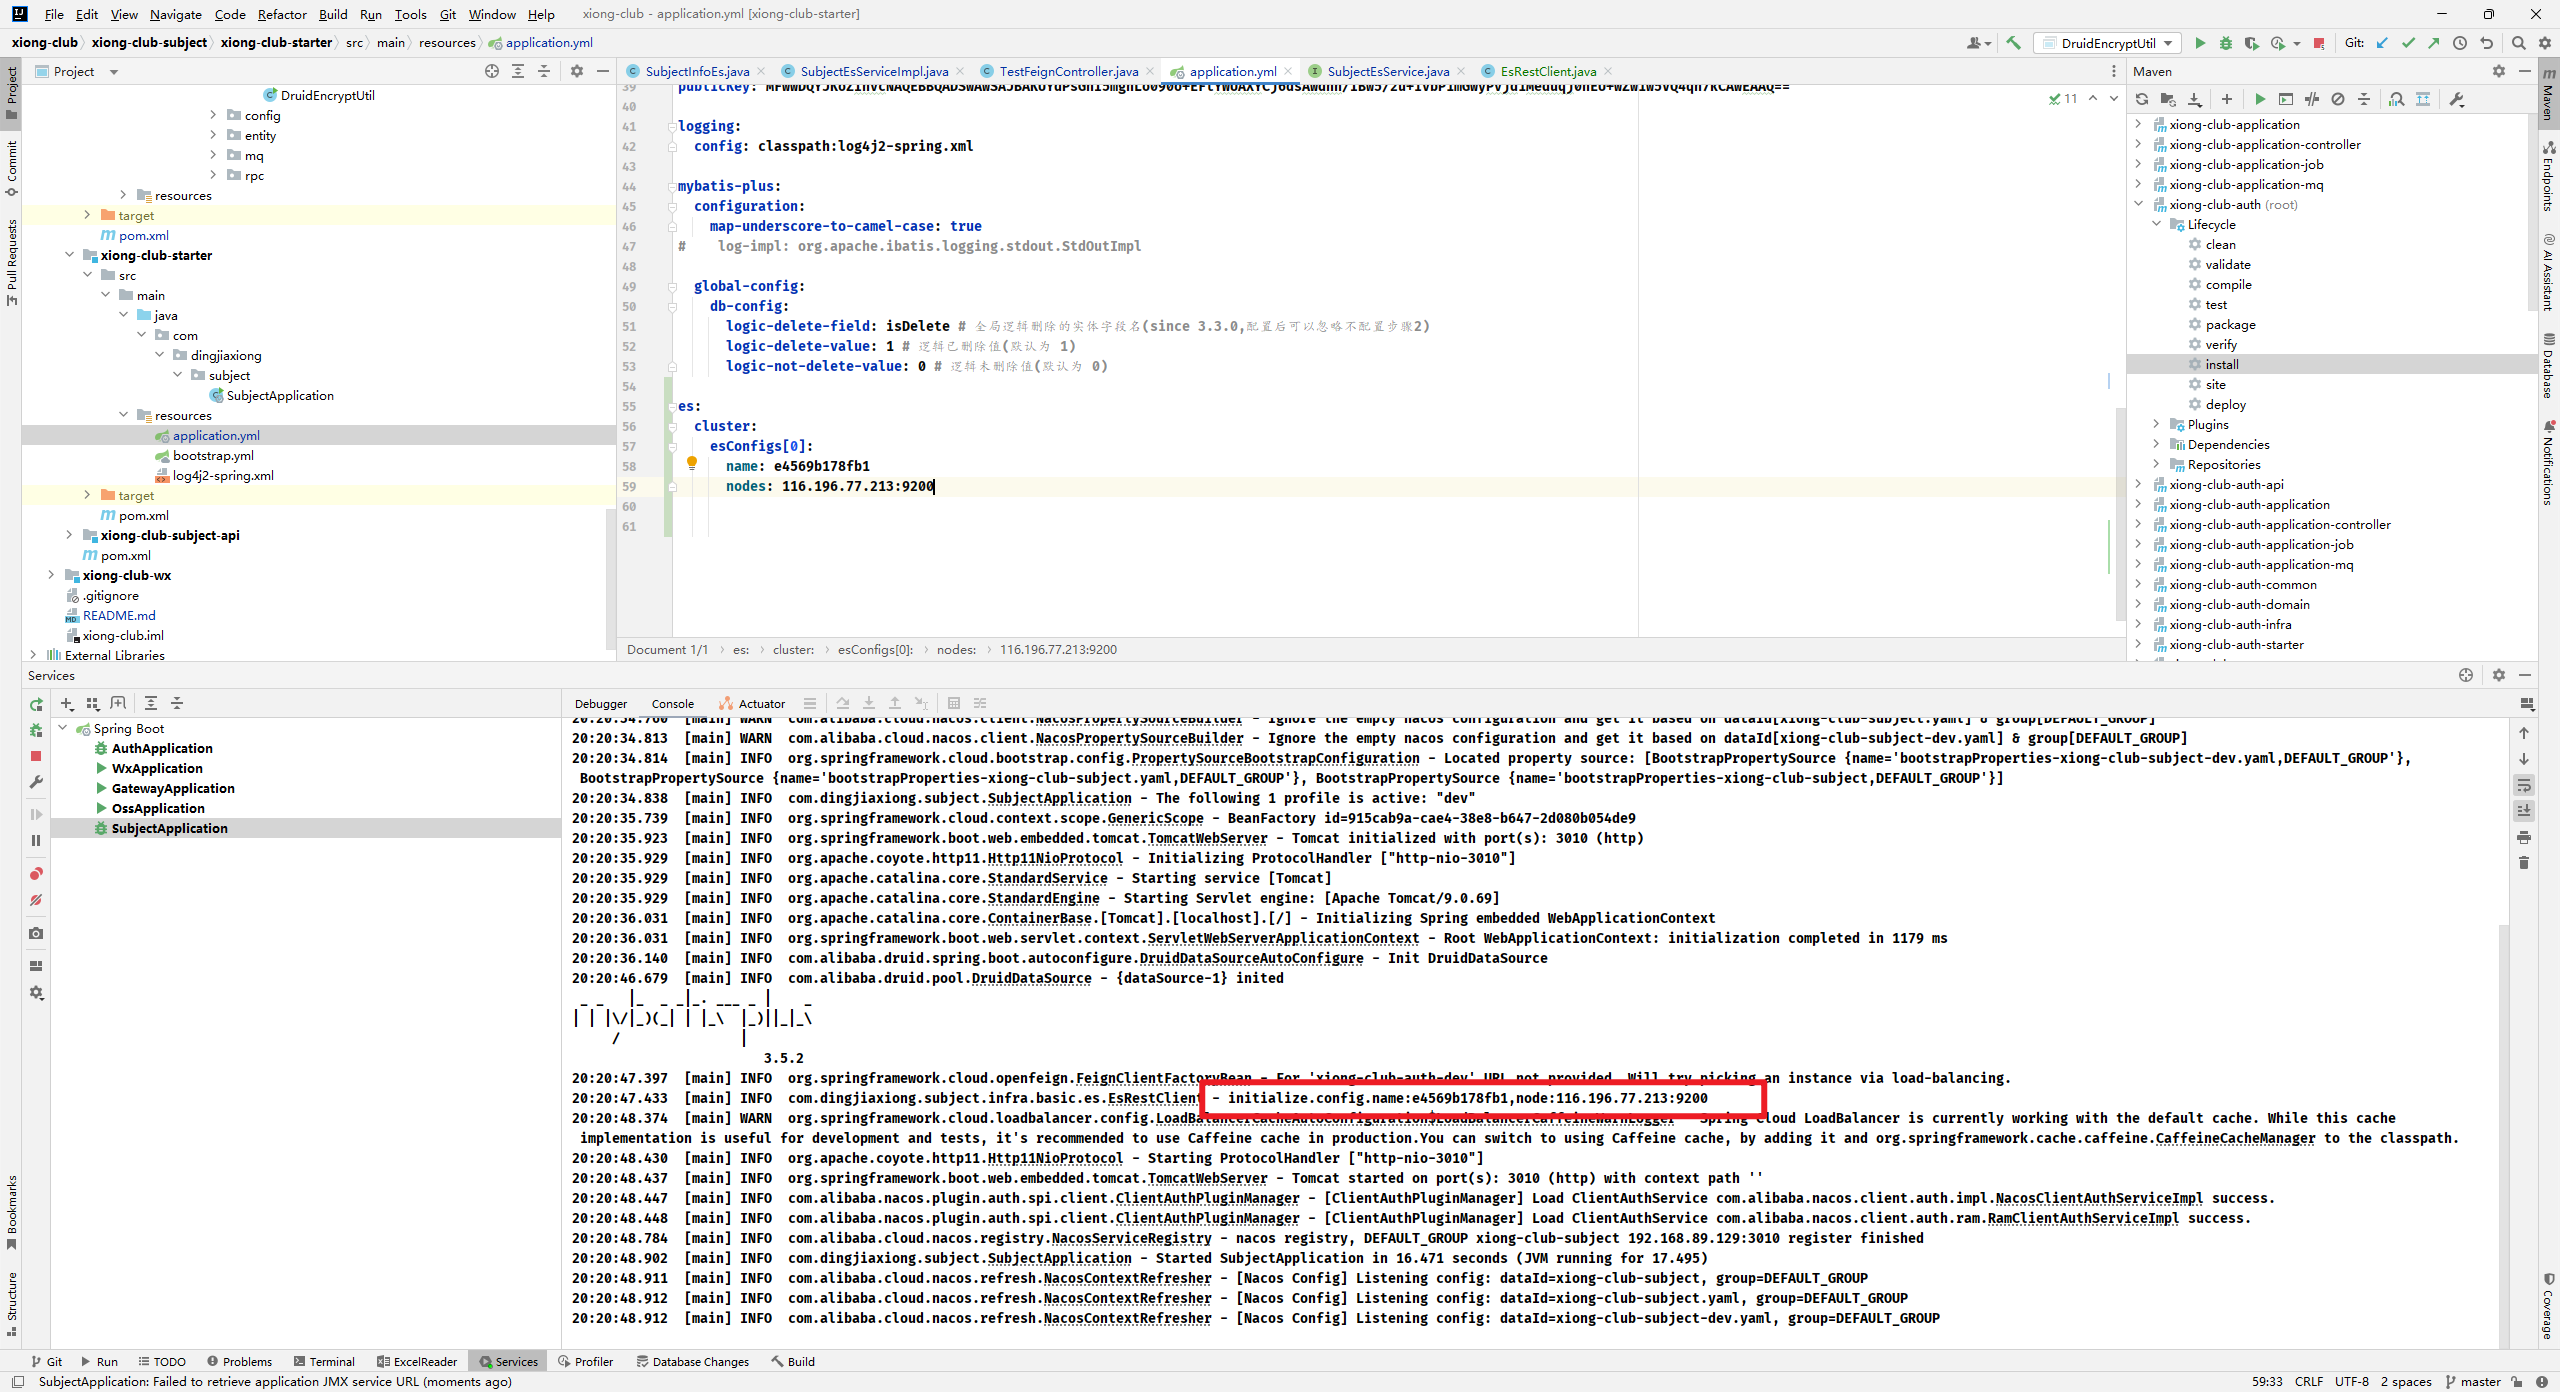 File Edit View Navigate Code Refactor Build Run Tools Git Window Help xiong-club - application.yml [xiong-club-starter]
xiong-club xiong-club-subject xiong-club-starter src main resources application.yml
DruidEncryptUtil
Git:
Project
DruidEncryptUtil
config
entity
mq
rpc
resources
target
pom.xml
xiong-club-starter
src
main
java
com
dingjiaxiong
subject
SubjectApplication
resources
application.yml
bootstrap.yml
log4j2-spring.xml
target
pom.xml
xiong-club-subject-api
pom.xml
xiong-club-wx
.gitignore
README.md
xiong-club.iml
External Libraries
Project
Commit
Pull Requests
Bookmarks
Structure
SubjectInfoEs.java SubjectEsServiceImpl.java TestFeignController.java application.yml SubjectEsService.java EsRestClient.java
11
39 publicKey:
40
41 logging:
42 config: classpath:log4j2-spring.xml
43
44 mybatis-plus:
45 configuration:
46 map-underscore-to-camel-case: true
47 # log-impl: org.apache.ibatis.logging.stdout.StdOutImpl
48
49 global-config:
50 db-config:
51 logic-delete-field: isDelete # 全局逻辑删除的实体字段名(since 3.3.0,配置后可以忽略不配置步骤2)
52 logic-delete-value: 1 # 逻辑已删除值(默认为 1)
53 logic-not-delete-value: 0 # 逻辑未删除值(默认为 0)
54
55 es:
56 cluster:
57 esConfigs[0]:
58 name: e4569b178fb1
59 nodes: 116.196.77.213:9200
60
61
Document 1/1 es: cluster: esConfigs[0]: nodes: 116.196.77.213:9200
Maven
xiong-club-application
xiong-club-application-controller
xiong-club-application-job
xiong-club-application-mq
xiong-club-auth (root)
Lifecycle
clean
validate
compile
test
package
verify
install
site
deploy
Plugins
Dependencies
Repositories
xiong-club-auth-api
xiong-club-auth-application
xiong-club-auth-application-controller
xiong-club-auth-application-job
xiong-club-auth-application-mq
xiong-club-auth-common
xiong-club-auth-domain
xiong-club-auth-infra
xiong-club-auth-starter
Maven
Endpoints
AI Assistant
Database
Notifications
Coverage
Services
Spring Boot
AuthApplication
WxApplication
GatewayApplication
OssApplication
SubjectApplication
Debugger Console Actuator
20:20:34.760 [main] WARN com.alibaba.cloud.nacos.client.NacosPropertySourceBuilder - Ignore the empty nacos configuration and get it based on dataId[xiong-club-subject.yaml] & group[DEFAULT_GROUP]
20:20:34.813 [main] WARN com.alibaba.cloud.nacos.client.NacosPropertySourceBuilder - Ignore the empty nacos configuration and get it based on dataId[xiong-club-subject-dev.yaml] & group[DEFAULT_GROUP]
20:20:34.814 [main] INFO org.springframework.cloud.bootstrap.config.PropertySourceBootstrapConfiguration - Located property source: [BootstrapPropertySource {name='bootstrapProperties-xiong-club-subject-dev.yaml,DEFAULT_GROUP'},
BootstrapPropertySource {name='bootstrapProperties-xiong-club-subject.yaml,DEFAULT_GROUP'}, BootstrapPropertySource {name='bootstrapProperties-xiong-club-subject,DEFAULT_GROUP'}]
20:20:34.838 [main] INFO com.dingjiaxiong.subject.SubjectApplication - The following 1 profile is active: "dev"
20:20:35.739 [main] INFO org.springframework.cloud.context.scope.GenericScope - BeanFactory id=915cab9a-cae4-38e8-b647-2d080b054de9
20:20:35.923 [main] INFO org.springframework.boot.web.embedded.tomcat.TomcatWebServer - Tomcat initialized with port(s): 3010 (http)
20:20:35.929 [main] INFO org.apache.coyote.http11.Http11NioProtocol - Initializing ProtocolHandler ["http-nio-3010"]
20:20:35.929 [main] INFO org.apache.catalina.core.StandardService - Starting service [Tomcat]
20:20:35.929 [main] INFO org.apache.catalina.core.StandardEngine - Starting Servlet engine: [Apache Tomcat/9.0.69]
20:20:36.031 [main] INFO org.apache.catalina.core.ContainerBase.[Tomcat].[localhost].[/] - Initializing Spring embedded WebApplicationContext
20:20:36.031 [main] INFO org.springframework.boot.web.servlet.context.ServletWebServerApplicationContext - Root WebApplicationContext: initialization completed in 1179 ms
20:20:36.140 [main] INFO com.alibaba.druid.spring.boot.autoconfigure.DruidDataSourceAutoConfigure - Init DruidDataSource
20:20:46.679 [main] INFO com.alibaba.druid.pool.DruidDataSource - {dataSource-1} inited
3.5.2
20:20:47.397 [main] INFO org.springframework.cloud.openfeign.FeignClientFactoryBean - For 'xiong-club-auth-dev' URL not provided. Will try picking an instance via load-balancing.
20:20:47.433 [main] INFO com.dingjiaxiong.subject.infra.basic.es.EsRestClient - initialize.config.name:e4569b178fb1,node:116.196.77.213:9200
20:20:48.374 [main] WARN org.springframework.cloud.loadbalancer.config.LoadBalancerCacheAutoConfiguration$LoadBalancerCaffeineWarnLogger - Spring Cloud LoadBalancer is currently working with the default cache. While this cache
implementation is useful for development and tests, it's recommended to use Caffeine cache in production.You can switch to using Caffeine cache, by adding it and org.springframework.cache.caffeine.CaffeineCacheManager to the classpath.
20:20:48.430 [main] INFO org.apache.coyote.http11.Http11NioProtocol - Starting ProtocolHandler ["http-nio-3010"]
20:20:48.437 [main] INFO org.springframework.boot.web.embedded.tomcat.TomcatWebServer - Tomcat started on port(s): 3010 (http) with context path ''
20:20:48.447 [main] INFO com.alibaba.nacos.plugin.auth.spi.client.ClientAuthPluginManager - [ClientAuthPluginManager] Load ClientAuthService com.alibaba.nacos.client.auth.impl.NacosClientAuthServiceImpl success.
20:20:48.448 [main] INFO com.alibaba.nacos.plugin.auth.spi.client.ClientAuthPluginManager - [ClientAuthPluginManager] Load ClientAuthService com.alibaba.nacos.client.auth.ram.RamClientAuthServiceImpl success.
20:20:48.784 [main] INFO com.alibaba.cloud.nacos.registry.NacosServiceRegistry - nacos registry, DEFAULT_GROUP xiong-club-subject 192.168.89.129:3010 register finished
20:20:48.902 [main] INFO com.dingjiaxiong.subject.SubjectApplication - Started SubjectApplication in 16.471 seconds (JVM running for 17.495)
20:20:48.911 [main] INFO com.alibaba.cloud.nacos.refresh.NacosContextRefresher - [Nacos Config] Listening config: dataId=xiong-club-subject, group=DEFAULT_GROUP
20:20:48.912 [main] INFO com.alibaba.cloud.nacos.refresh.NacosContextRefresher - [Nacos Config] Listening config: dataId=xiong-club-subject.yaml, group=DEFAULT_GROUP
20:20:48.912 [main] INFO com.alibaba.cloud.nacos.refresh.NacosContextRefresher - [Nacos Config] Listening config: dataId=xiong-club-subject-dev.yaml, group=DEFAULT_GROUP
Git Run TODO Problems Terminal ExcelReader Services Profiler Database Changes Build
SubjectApplication: Failed to retrieve application JMX service URL (moments ago) 59:33 CRLF UTF-8 2 spaces master